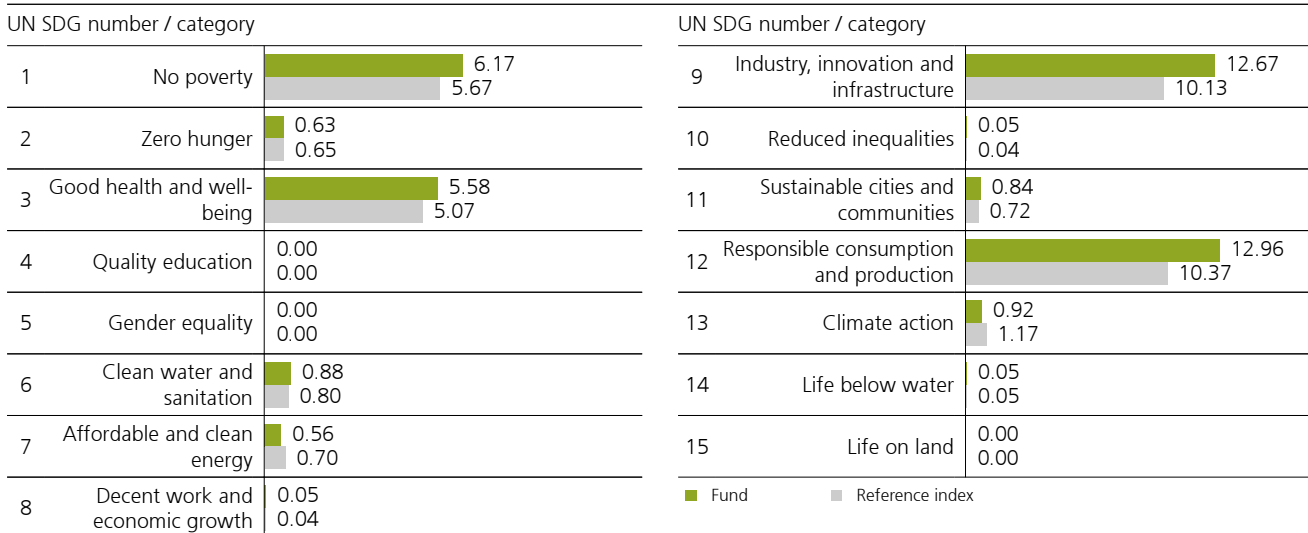 UN SDG number / category
1 No poverty 6.17
5.67
2 Zero hunger 0.63
0.65
3 Good health and well-
being 5.58
5.07
4 Quality education 0.00
0.00
5 Gender equality 0.00
0.00
6 Clean water and
sanitation 0.88
0.80
7 Affordable and clean
energy 0.56
0.70
8 Decent work and
economic growth 0.05
0.04
UN SDG number / category
9 Industry, innovation and
infrastructure 12.67
10.13
10 Reduced inequalities 0.05
0.04
11 Sustainable cities and
communities 0.84
0.72
12 Responsible consumption
and production 12.96
10.37
13 Climate action 0.92
1.17
14 Life below water 0.05
0.05
15 Life on land 0.00
0.00
Fund Reference index